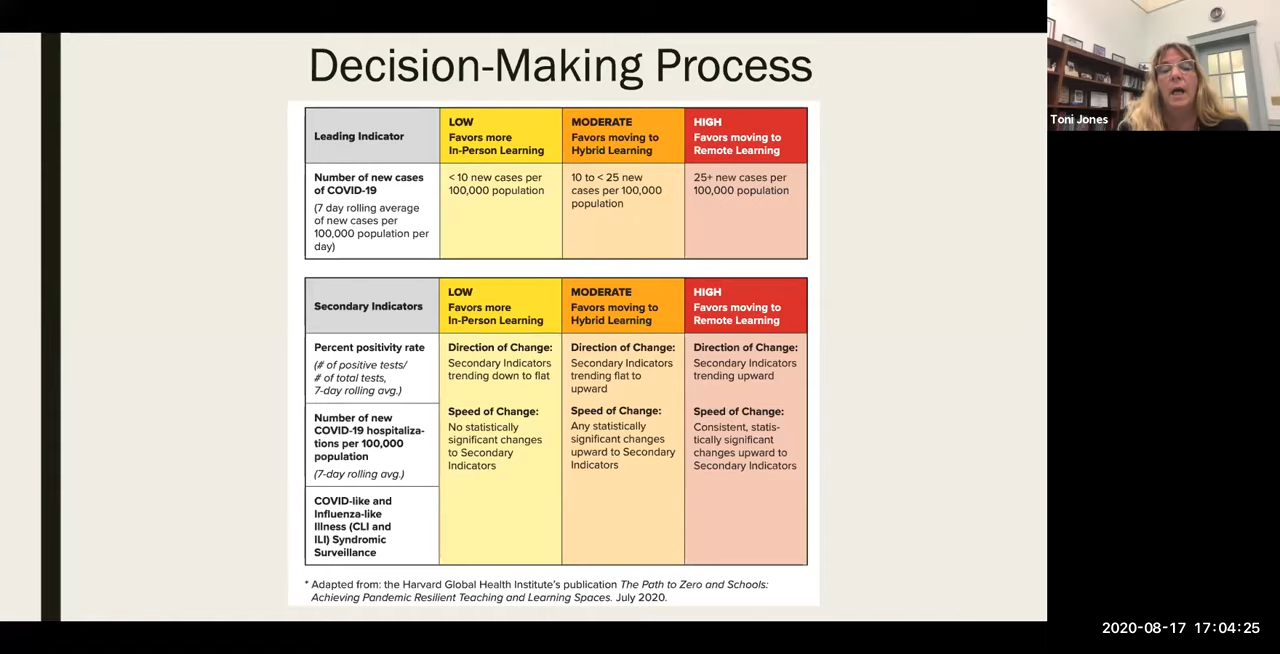 Decision-Making Process
Toni Jones
Leading Indicator
LOW
Favors more
In-Person Learning
MODERATE
Favors moving to
Hybrid Learning
HIGH
Favors moving to
Remote Learning
Number of new cases
of COVID-19
(7 day rolling average
of new cases per
100,000 population per
day)
< 10 new cases per
100,000 population
10 to < 25 new
cases per 100,000
population
25+ new cases per
100,000 population
Secondary Indicators
LOW
Favors more
In-Person Learning
MODERATE
Favors moving to
Hybrid Learning
HIGH
Favors moving to
Remote Learning
Percent positivity rate
(# of positive tests/
# of total tests,
7-day rolling avg.)
Number of new
COVID-19 hospitaliza-
tions per 100,000
population
(7-day rolling avg.)
COVID-like and
Influenza-like
Illness (CLI and
ILI) Syndromic
Surveillance
Direction of Change:
Secondary Indicators
trending down to flat
Speed of Change:
No statistically
significant changes
to Secondary
Indicators
Direction of Change:
Secondary Indicators
trending flat to
upward
Speed of Change:
Any statistically
significant changes
upward to Secondary
Indicators
Direction of Change:
Secondary Indicators
trending upward
Speed of Change:
Consistent, statis-
tically significant
changes upward to
Secondary Indicators
* Adapted from: the Harvard Global Health Institute's publication The Path to Zero and Schools:
Achieving Pandemic Resilient Teaching and Learning Spaces. July 2020.
2020-08-17 17:04:25